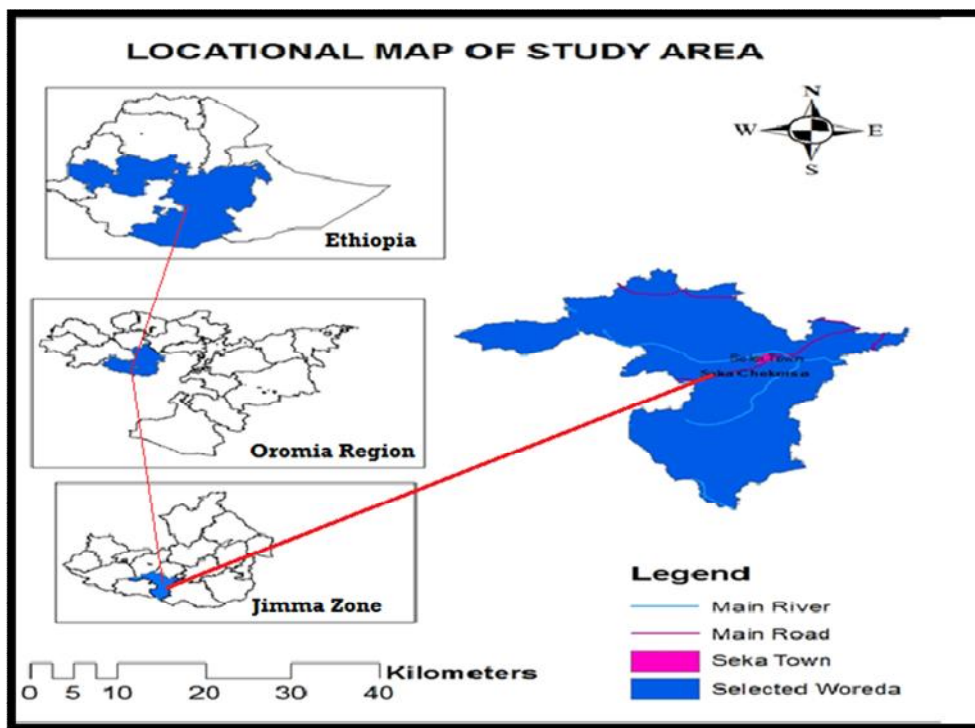 LOCATIONAL MAP OF STUDY AREA
N
W E
S
Ethiopia
Oromia Region
Jimma Zone
Seka Town
Seka Chekorsa
Legend
Main River
Main Road
Seka Town
Selected Woreda
Kilometers
0 5 10 20 30 40